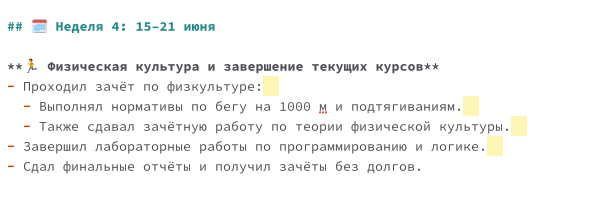 ## 🗓️ Неделя 4: 15–21 июня
**🏃 Физическая культура и завершение текущих курсов**
- Проходил зачёт по физкультуре:
  - Выполнял нормативы по бегу на 1000 м и подтягиваниям.
  - Также сдавал зачётную работу по теории физической культуры.
- Завершил лабораторные работы по программированию и логике.
- Сдал финальные отчёты и получил зачёты без долгов.